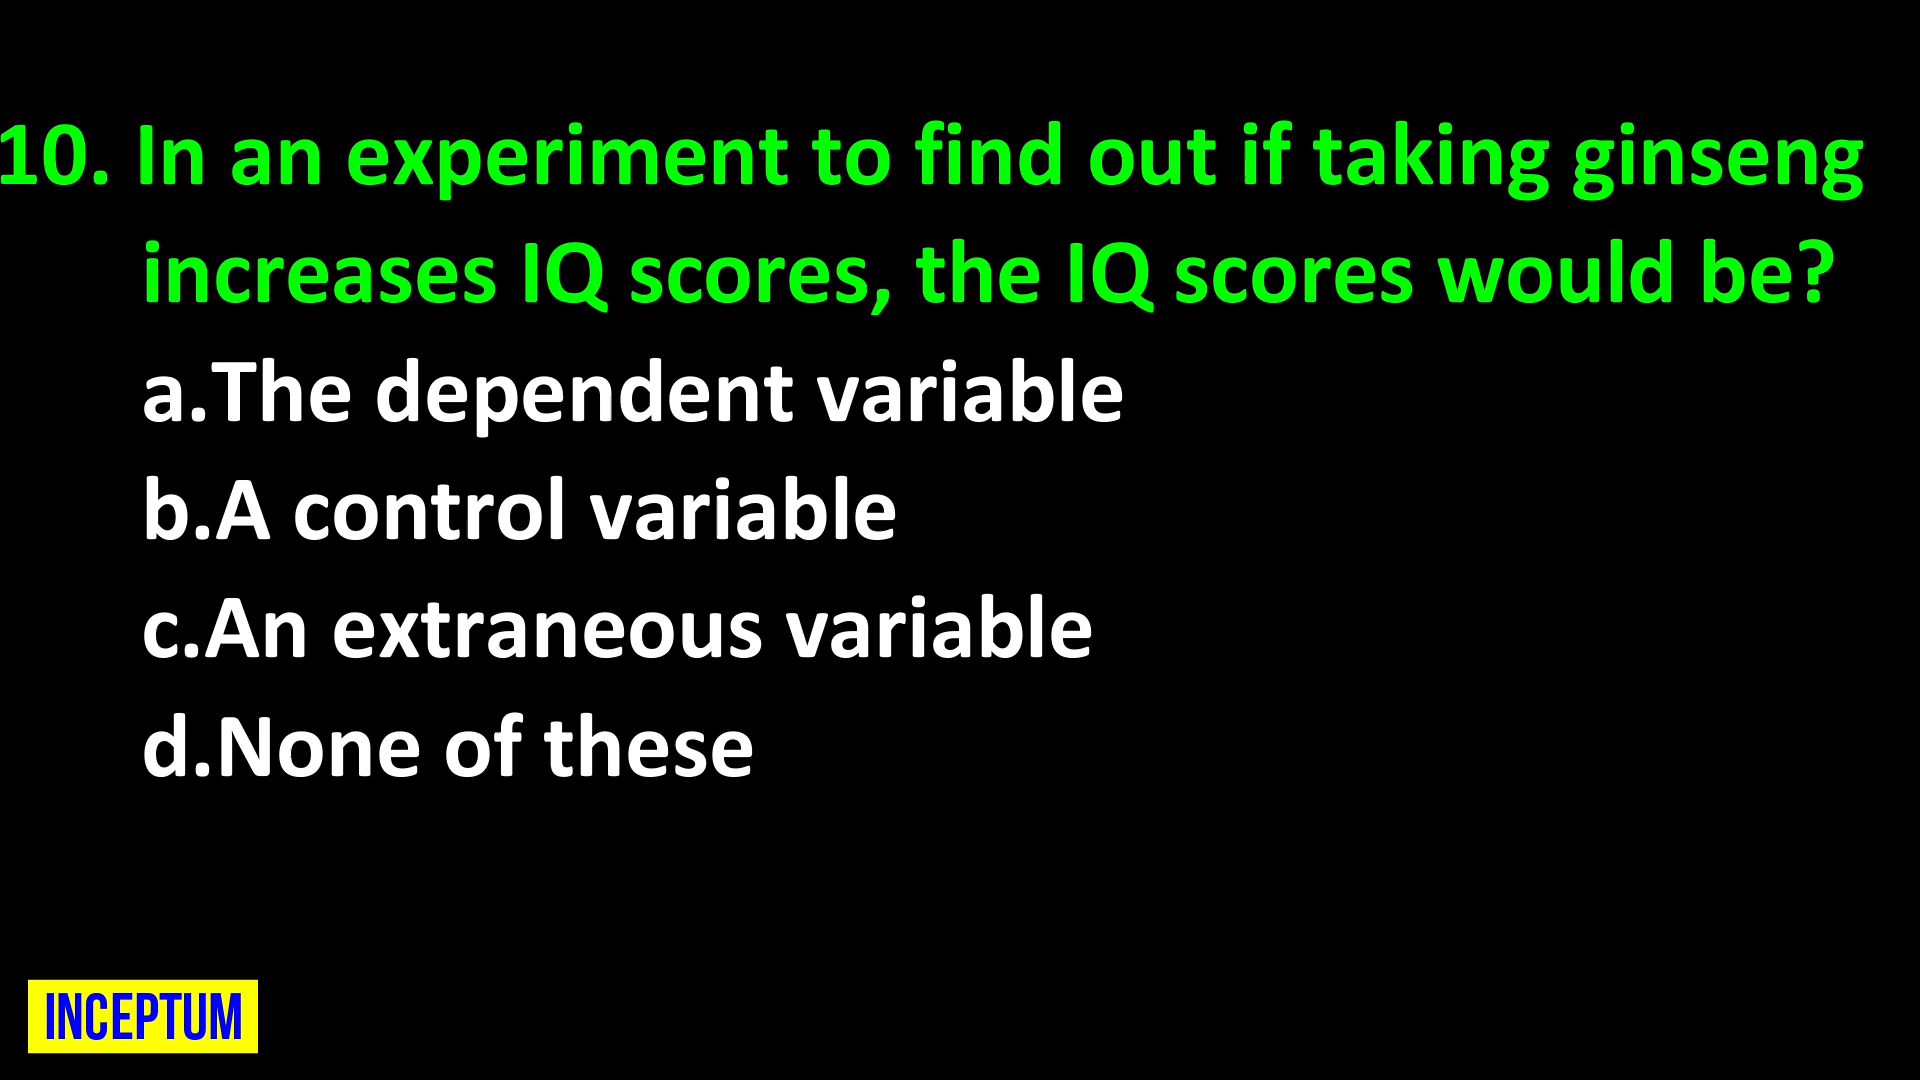 10. In an experiment to find out if taking ginseng
increases IQ scores, the IQ scores would be?
a.The dependent variable
b.A control variable
c.An extraneous variable
d.None of these
INCEPTUM